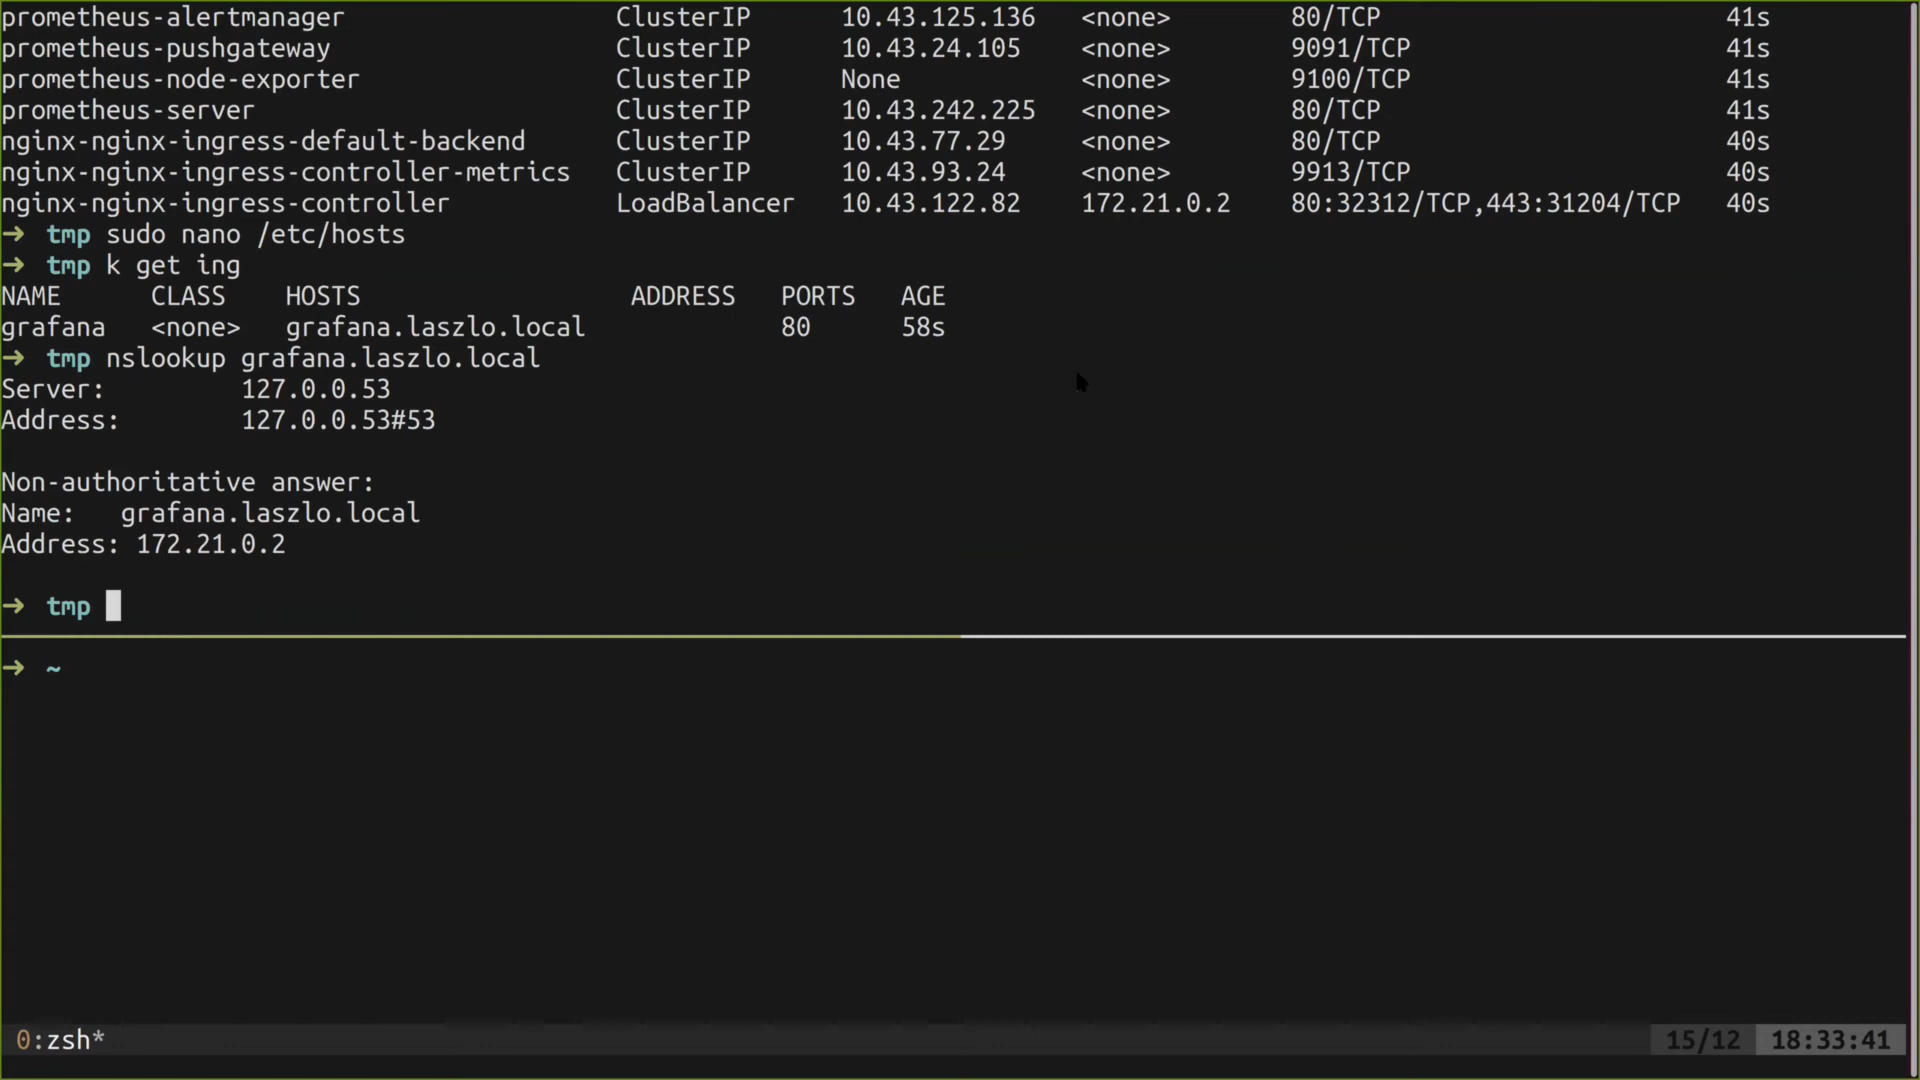 prometheus-alertmanager ClusterIP 10.43.125.136 <none> 80/TCP 41s
prometheus-pushgateway ClusterIP 10.43.24.105 <none> 9091/TCP 41s
prometheus-node-exporter ClusterIP None <none> 9100/TCP 41s
prometheus-server ClusterIP 10.43.242.225 <none> 80/TCP 41s
nginx-nginx-ingress-default-backend ClusterIP 10.43.77.29 <none> 80/TCP 40s
nginx-nginx-ingress-controller-metrics ClusterIP 10.43.93.24 <none> 9913/TCP 40s
nginx-nginx-ingress-controller LoadBalancer 10.43.122.82 172.21.0.2 80:32312/TCP,443:31204/TCP 40s
→ tmp sudo nano /etc/hosts
→ tmp k get ing
NAME CLASS HOSTS ADDRESS PORTS AGE
grafana <none> grafana.laszlo.local 80 58s
→ tmp nslookup grafana.laszlo.local
Server: 127.0.0.53
Address: 127.0.0.53#53
Non-authoritative answer:
Name: grafana.laszlo.local
Address: 172.21.0.2
→ tmp
→ ~
0:zsh* 15/12 18:33:41